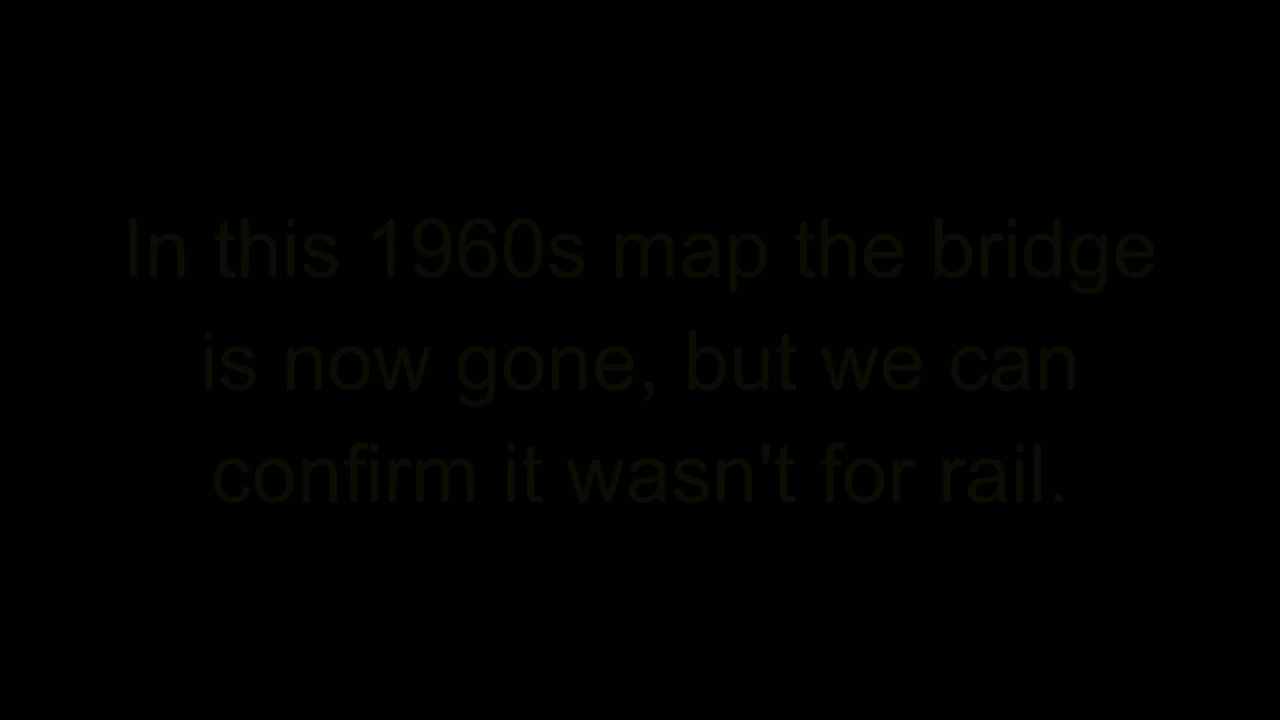 In this 1960s map the bridge
is now gone, but we can
confirm it wasn't for rail.